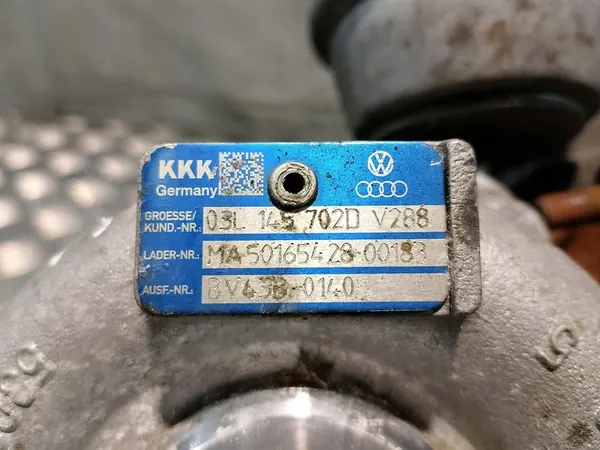 KKK
Germany
GROESSE/
KUND.-NR.: 03L 145 702D V288
LADER-NR.: MA 50165428 00183
AUSF.-NR.: BV43B-0140